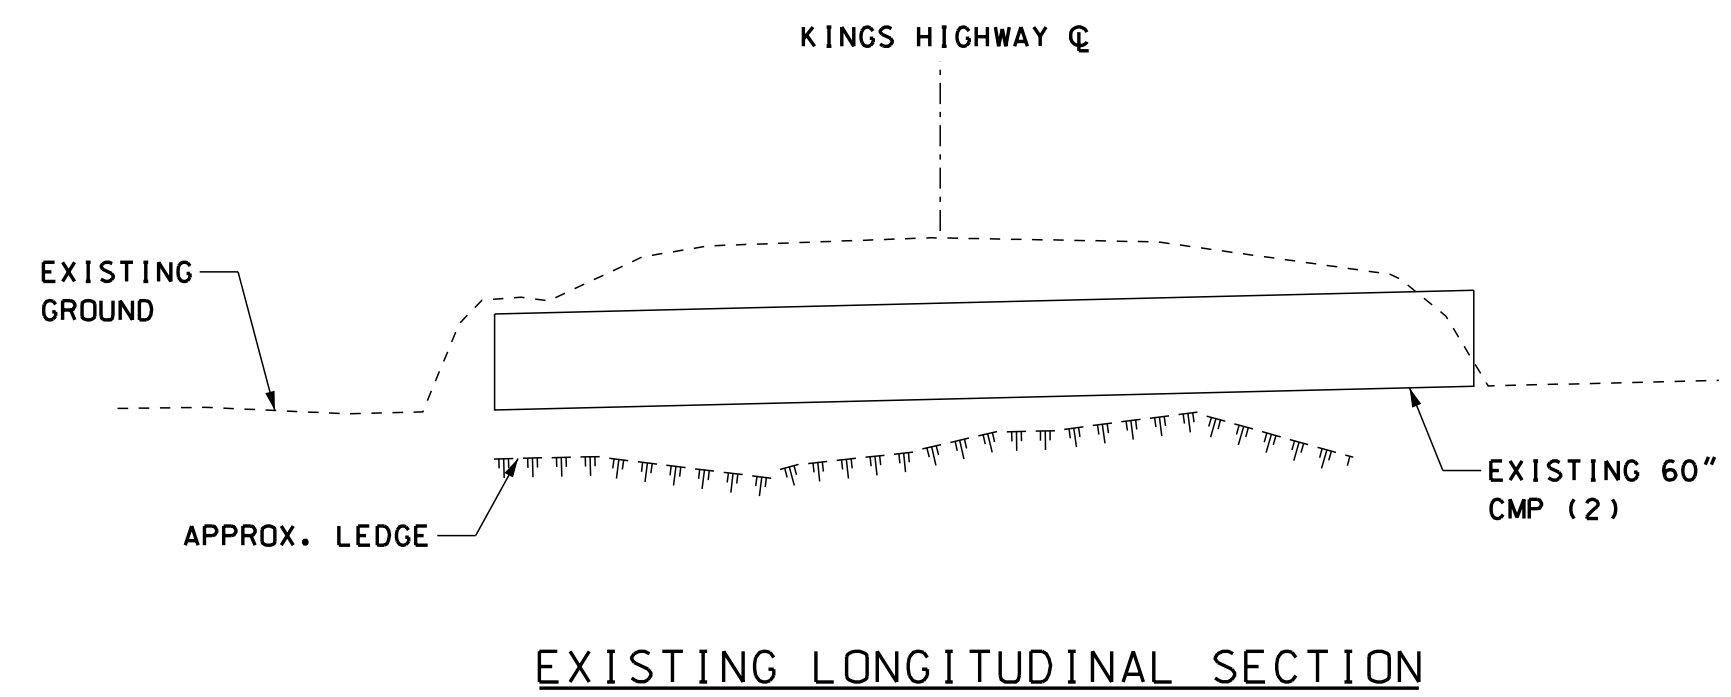 KINGS HIGHWAY ℄
EXISTING
GROUND
EXISTING 60"
CMP (2)
APPROX. LEDGE
EXISTING LONGITUDINAL SECTION